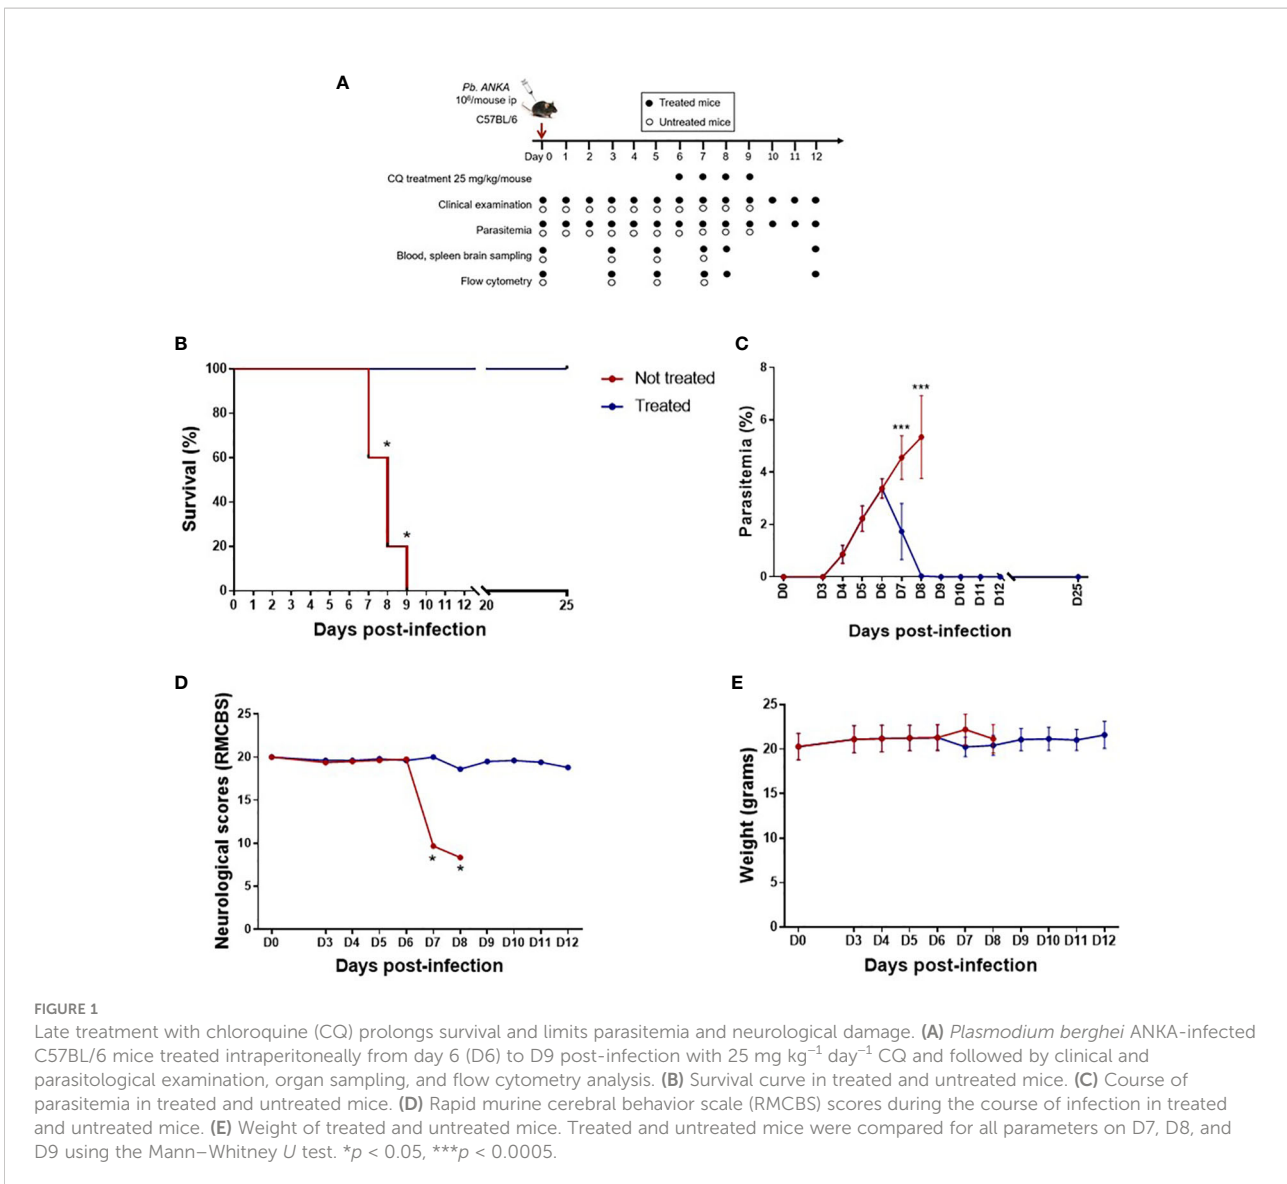 A
Pb. ANKA
10⁶/mouse ip
C57BL/6
Treated mice
Untreated mice
Day 0 1 2 3 4 5 6 7 8 9 10 11 12
CQ treatment 25 mg/kg/mouse
Clinical examination
Parasitemia
Blood, spleen brain sampling
Flow cytometry
B
Survival (%)
100
80
60
40
20
0
* *
0 1 2 3 4 5 6 7 8 9 10 11 12 20 25
Days post-infection
Not treated
Treated
C
Parasitemia (%)
8
6
4
2
0
*** ***
D0 D3 D4 D5 D6 D7 D8 D9 D10 D11 D12 D25
Days post-infection
D
Neurological scores (RMCBS)
25
20
15
10
5
0
* *
D0 D3 D4 D5 D6 D7 D8 D9 D10 D11 D12
Days post-infection
E
Weight (grams)
25
20
15
10
5
0
D0 D3 D4 D5 D6 D7 D8 D9 D10 D11 D12
Days post-infection
FIGURE 1
Late treatment with chloroquine (CQ) prolongs survival and limits parasitemia and neurological damage. (A) Plasmodium berghei ANKA-infected
C57BL/6 mice treated intraperitoneally from day 6 (D6) to D9 post-infection with 25 mg kg⁻¹ day⁻¹ CQ and followed by clinical and
parasitological examination, organ sampling, and flow cytometry analysis. (B) Survival curve in treated and untreated mice. (C) Course of
parasitemia in treated and untreated mice. (D) Rapid murine cerebral behavior scale (RMCBS) scores during the course of infection in treated
and untreated mice. (E) Weight of treated and untreated mice. Treated and untreated mice were compared for all parameters on D7, D8, and
D9 using the Mann–Whitney U test. *p < 0.05, ***p < 0.0005.